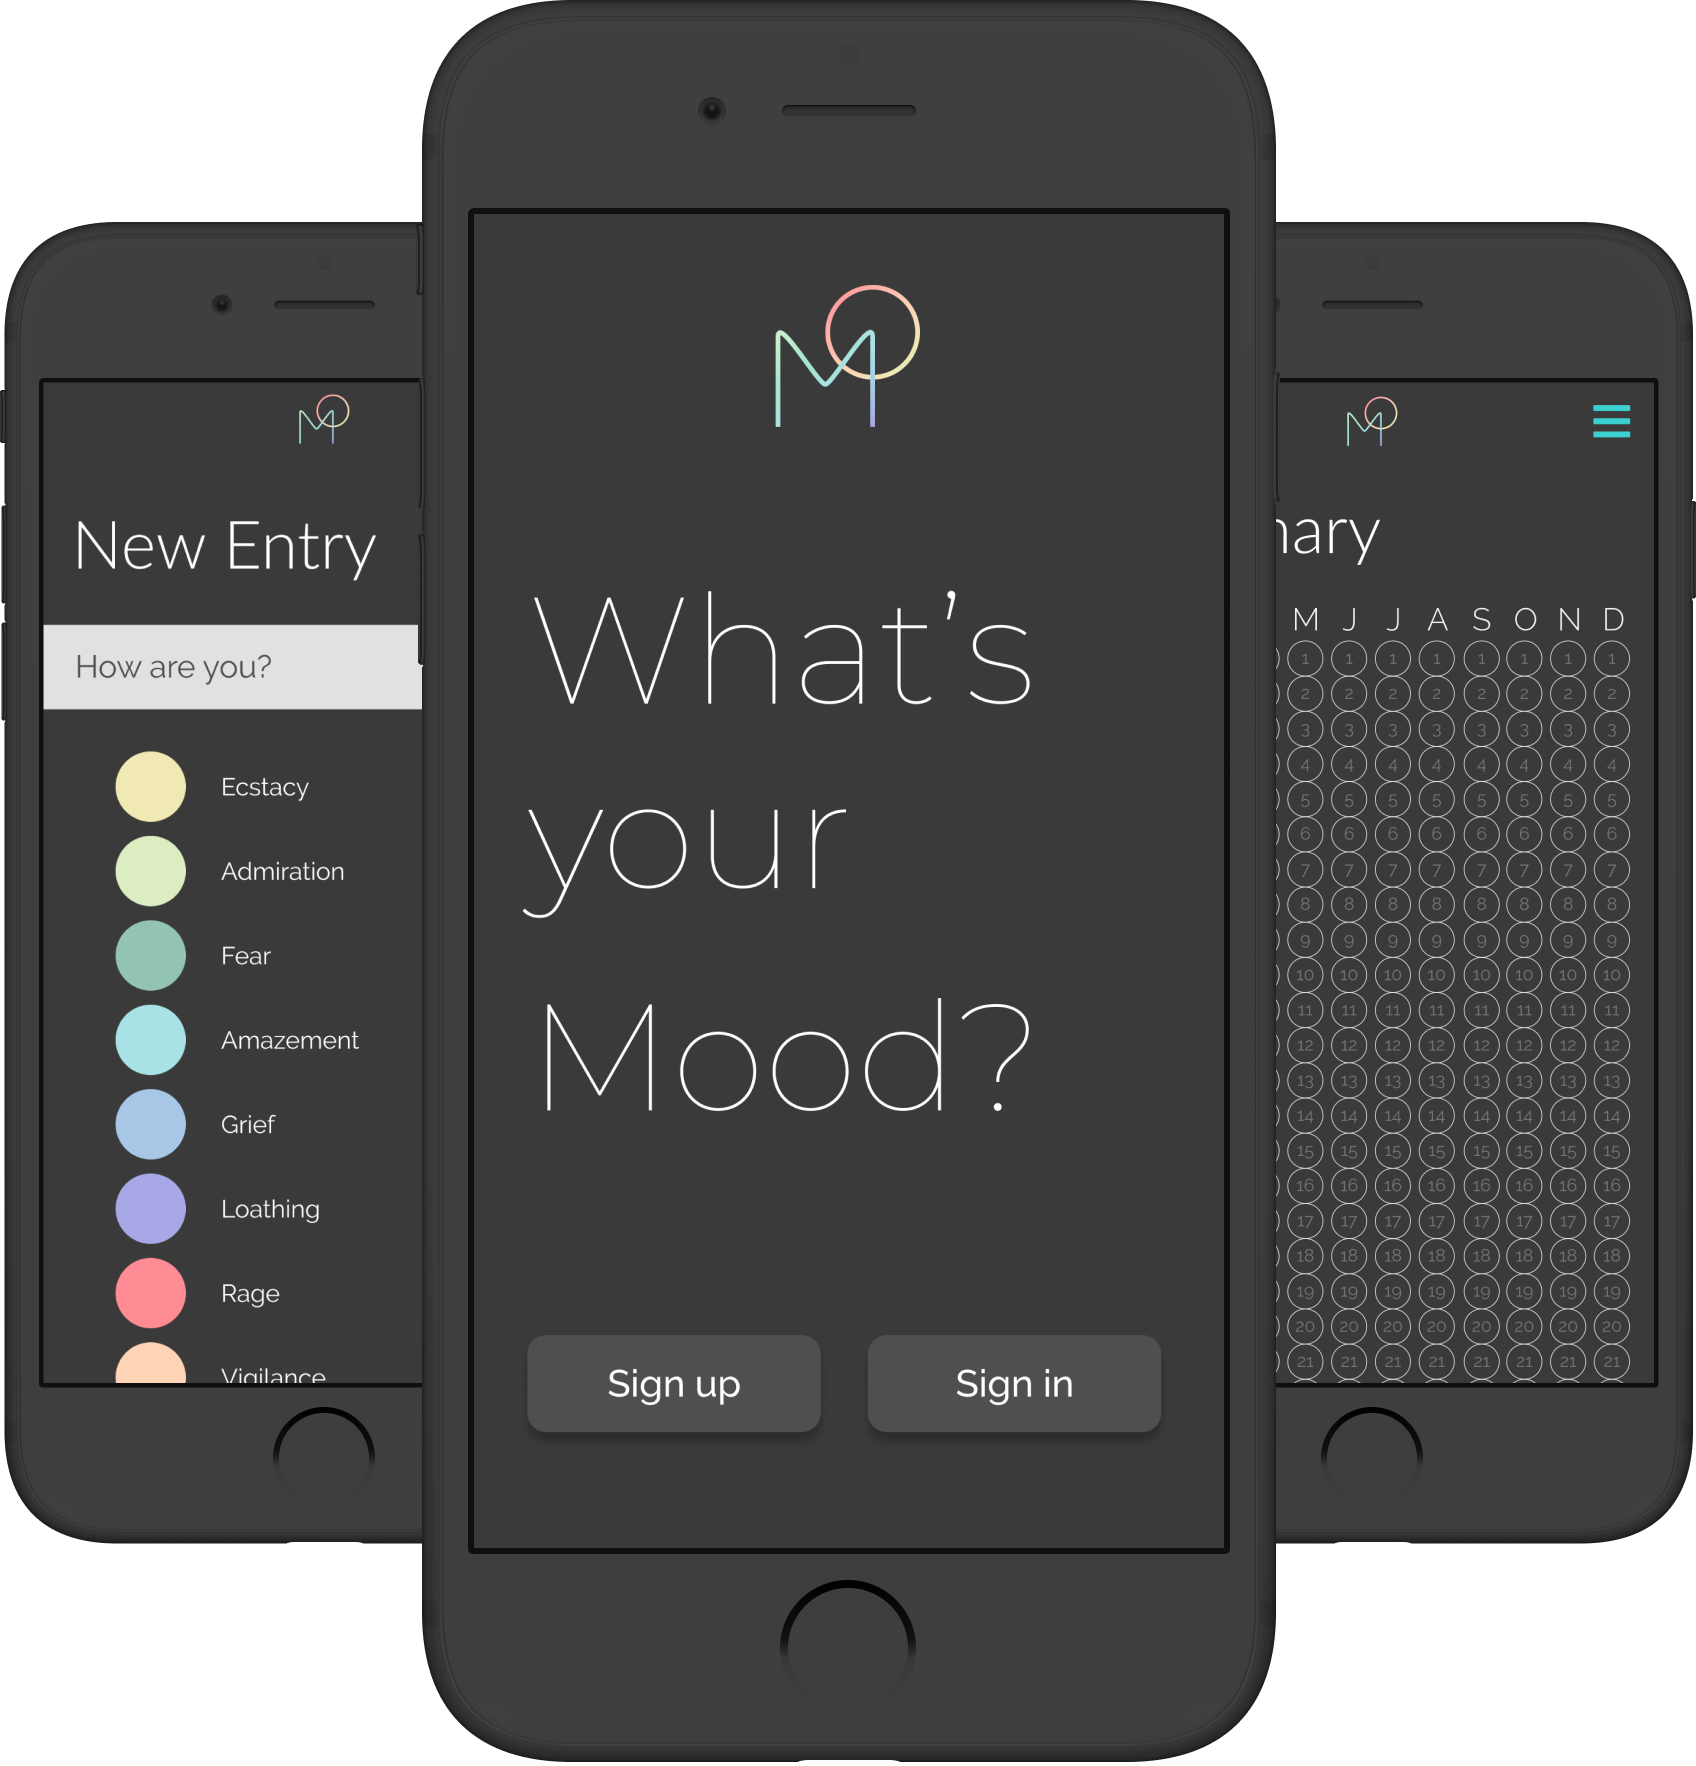 New Entry
How are you?
Ecstacy
Admiration
Fear
Amazement
Grief
Loathing
Rage
Vigilance
What's
your
Mood?
Sign up
Sign in
M J J A S O N D
1 1 1 1 1 1 1 1
2 2 2 2 2 2 2 2
3 3 3 3 3 3 3 3
4 4 4 4 4 4 4 4
5 5 5 5 5 5 5 5
6 6 6 6 6 6 6 6
7 7 7 7 7 7 7 7
8 8 8 8 8 8 8 8
9 9 9 9 9 9 9 9
10 10 10 10 10 10 10 10
11 11 11 11 11 11 11 11
12 12 12 12 12 12 12 12
13 13 13 13 13 13 13 13
14 14 14 14 14 14 14 14
15 15 15 15 15 15 15 15
16 16 16 16 16 16 16 16
17 17 17 17 17 17 17 17
18 18 18 18 18 18 18 18
19 19 19 19 19 19 19 19
20 20 20 20 20 20 20 20
21 21 21 21 21 21 21 21